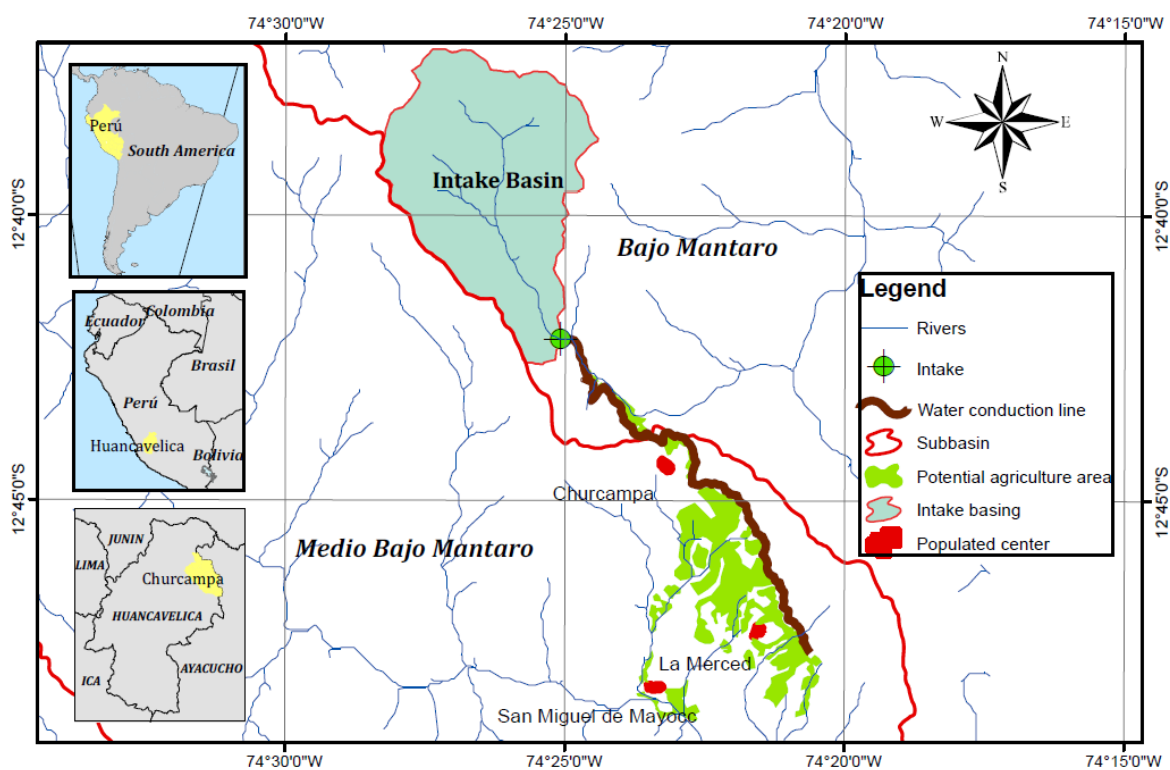 74°30'0"W
74°25'0"W
74°20'0"W
74°15'0"W
12°40'0"S
12°45'0"S
12°40'0"S
12°45'0"S
Perú
South America
Ecuador
Colombia
Brasil
Perú
Huancavelica
Bolivia
JUNIN
LIMA
Churcampa
HUANCAVELICA
AYACUCHO
ICA
Intake Basin
Bajo Mantaro
Medio Bajo Mantaro
Churcampa
La Merced
San Miguel de Mayocc
N
W
E
S
Legend
Rivers
Intake
Water conduction line
Subbasin
Potential agriculture area
Intake basing
Populated center
74°30'0"W
74°25'0"W
74°20'0"W
74°15'0"W